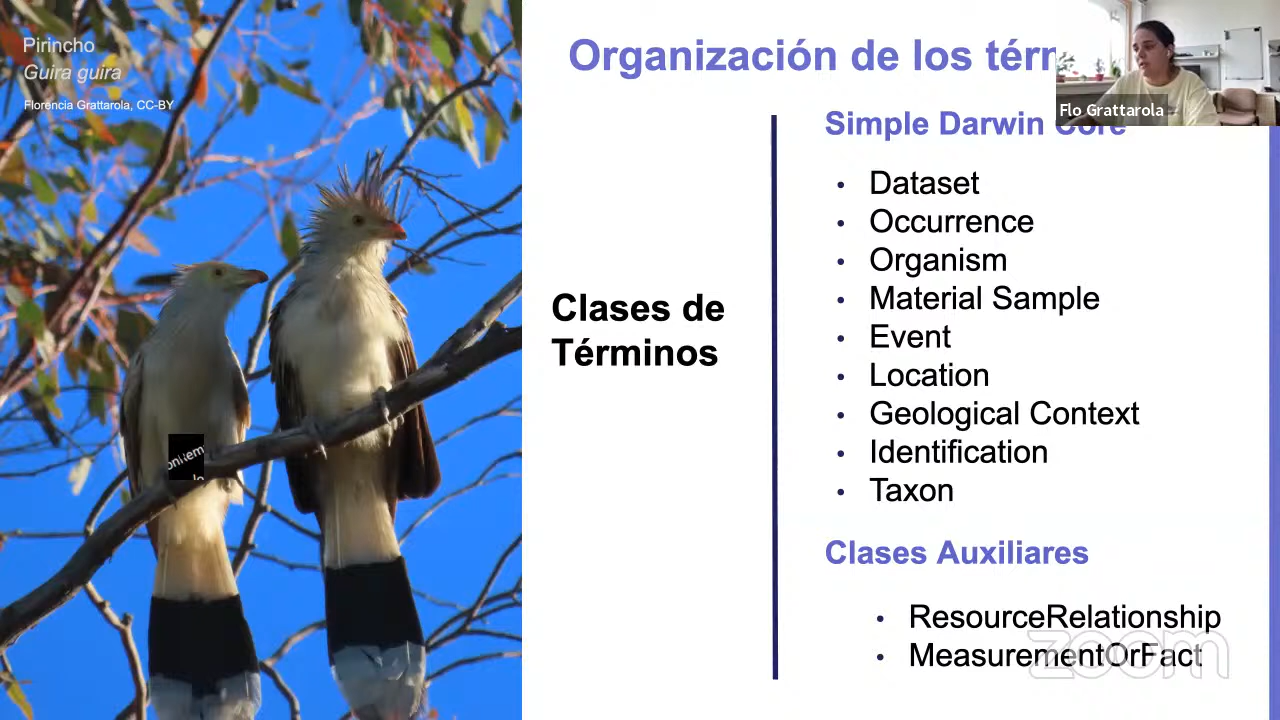 Pirincho
Guira guira
Florencia Grattarola, CC-BY
Organización de los térm
Flo Grattarola
Simple Darwin Core
Clases de
Términos
• Dataset
• Occurrence
• Organism
• Material Sample
• Event
• Location
• Geological Context
• Identification
• Taxon
Clases Auxiliares
• ResourceRelationship
• MeasurementOrFact
zoom